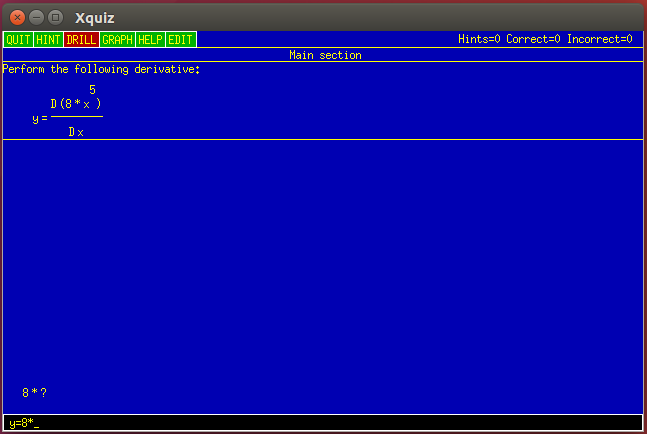 Xquiz
QUIT HINT DRILL GRAPH HELP EDIT Hints=0 Correct=0 Incorrect=0
Main section
Perform the following derivative:
5
D(8*x )
y=
Dx
8*?
y=8*_